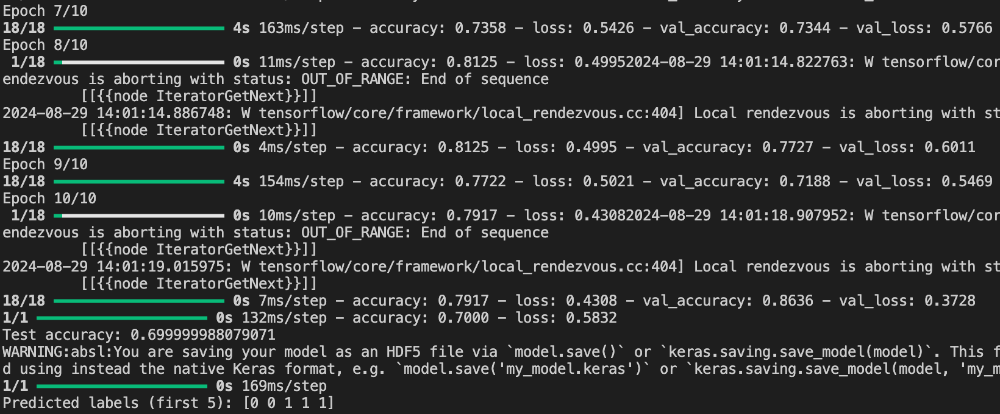 Epoch 7/10
18/18 4s 163ms/step - accuracy: 0.7358 - loss: 0.5426 - val_accuracy: 0.7344 - val_loss: 0.5766
Epoch 8/10
1/18 0s 11ms/step - accuracy: 0.8125 - loss: 0.49952024-08-29 14:01:14.822763: W tensorflow/cor
endezvous is aborting with status: OUT_OF_RANGE: End of sequence
[[{{node IteratorGetNext}}]]
2024-08-29 14:01:14.886748: W tensorflow/core/framework/local_rendezvous.cc:404] Local rendezvous is aborting with st
[[{{node IteratorGetNext}}]]
18/18 0s 4ms/step - accuracy: 0.8125 - loss: 0.4995 - val_accuracy: 0.7727 - val_loss: 0.6011
Epoch 9/10
18/18 4s 154ms/step - accuracy: 0.7722 - loss: 0.5021 - val_accuracy: 0.7188 - val_loss: 0.5469
Epoch 10/10
1/18 0s 10ms/step - accuracy: 0.7917 - loss: 0.43082024-08-29 14:01:18.907952: W tensorflow/cor
endezvous is aborting with status: OUT_OF_RANGE: End of sequence
[[{{node IteratorGetNext}}]]
2024-08-29 14:01:19.015975: W tensorflow/core/framework/local_rendezvous.cc:404] Local rendezvous is aborting with st
[[{{node IteratorGetNext}}]]
18/18 0s 7ms/step - accuracy: 0.7917 - loss: 0.4308 - val_accuracy: 0.8636 - val_loss: 0.3728
1/1 0s 132ms/step - accuracy: 0.7000 - loss: 0.5832
Test accuracy: 0.699999988079071
WARNING:absl:You are saving your model as an HDF5 file via `model.save()` or `keras.saving.save_model(model)`. This f
d using instead the native Keras format, e.g. `model.save('my_model.keras')` or `keras.saving.save_model(model, 'my_m
1/1 0s 169ms/step
Predicted labels (first 5): [0 0 1 1 1]